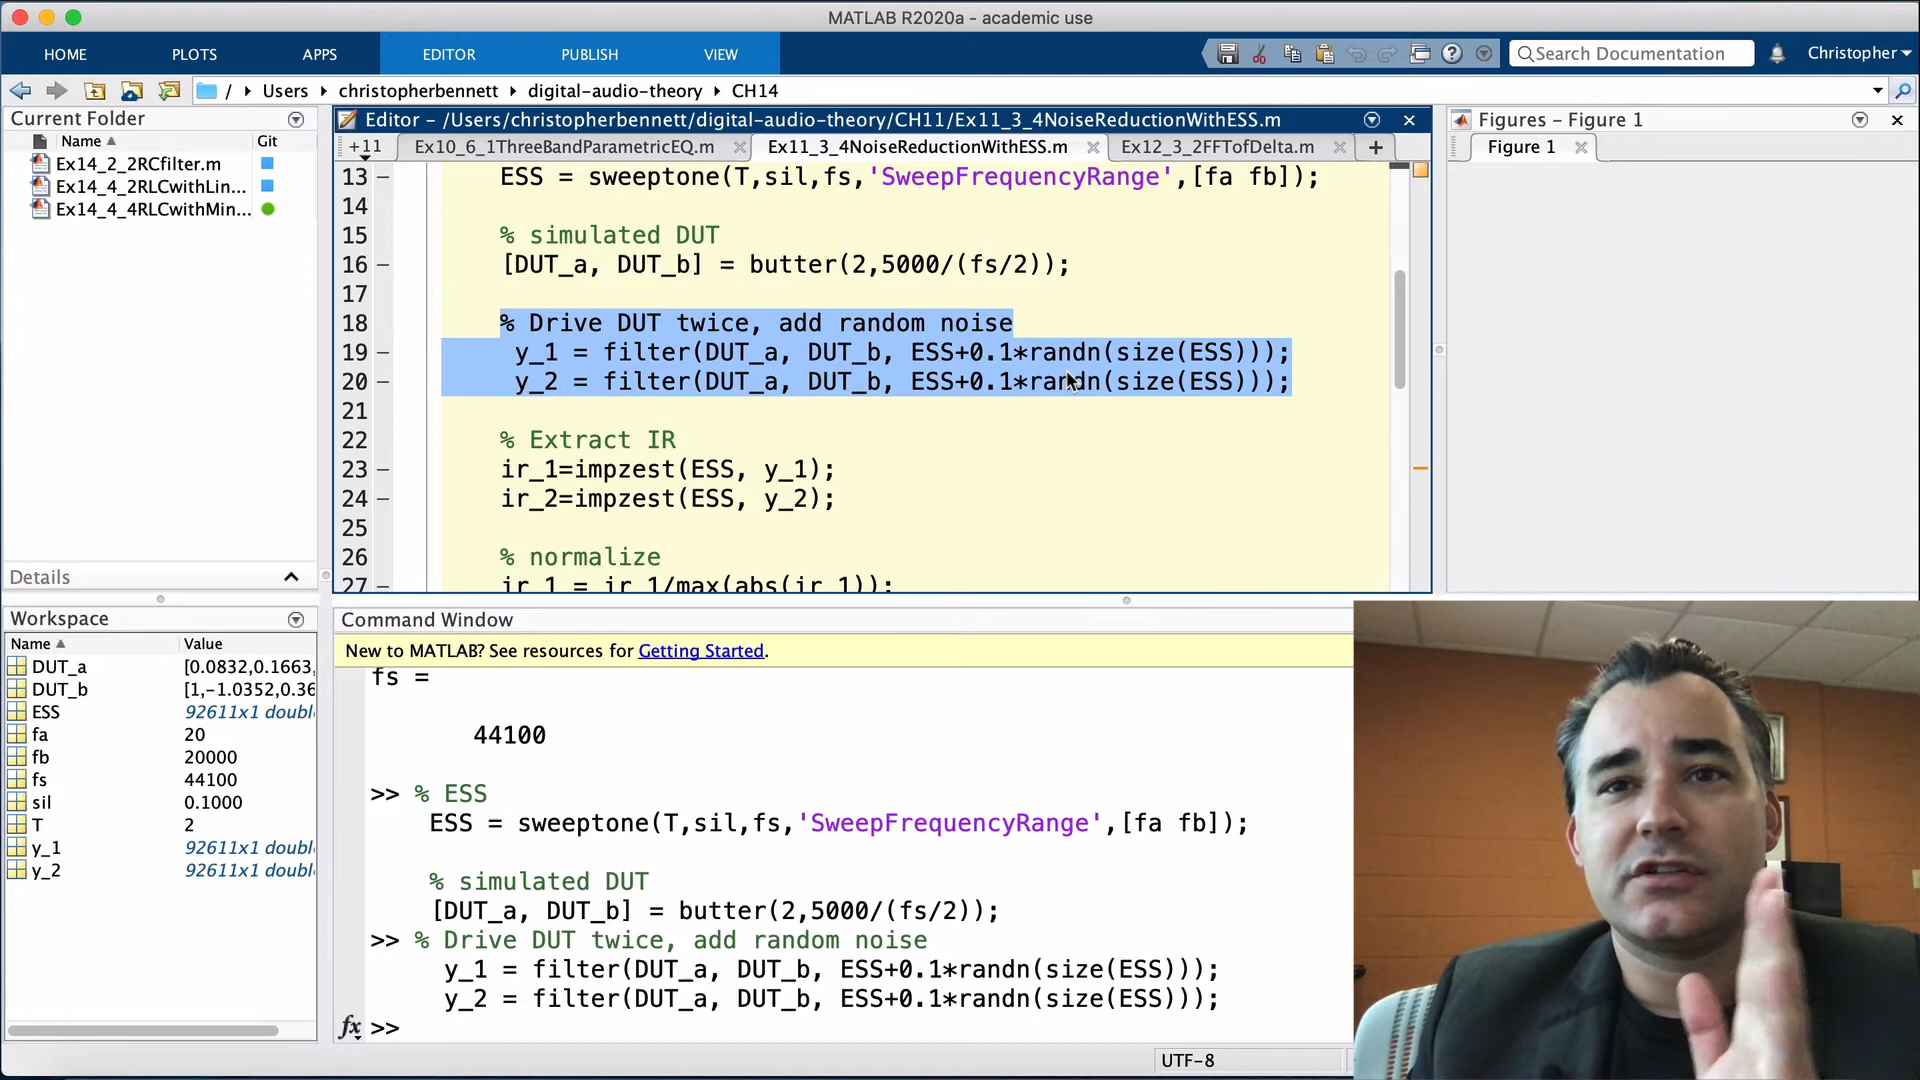 MATLAB R2020a - academic use
HOME PLOTS APPS EDITOR PUBLISH VIEW
Search Documentation
Christopher
/ Users christopherbennett digital-audio-theory CH14
Current Folder
Name Git
Ex14_2_2RCfilter.m
Ex14_4_2RLCwithLin...
Ex14_4_4RLCwithMin...
Details
Workspace
Name Value
DUT_a [0.0832,0.1663,
DUT_b [1,-1.0352,0.36
ESS 92611x1 doubl
fa 20
fb 20000
fs 44100
sil 0.1000
T 2
y_1 92611x1 doubl
y_2 92611x1 doubl
Editor - /Users/christopherbennett/digital-audio-theory/CH11/Ex11_3_4NoiseReductionWithESS.m
+11 Ex10_6_1ThreeBandParametricEQ.m Ex11_3_4NoiseReductionWithESS.m Ex12_3_2FFTofDelta.m +
13 – ESS = sweeptone(T,sil,fs,'SweepFrequencyRange',[fa fb]);
14
15 % simulated DUT
16 – [DUT_a, DUT_b] = butter(2,5000/(fs/2));
17
18 % Drive DUT twice, add random noise
19 – y_1 = filter(DUT_a, DUT_b, ESS+0.1*randn(size(ESS)));
20 – y_2 = filter(DUT_a, DUT_b, ESS+0.1*randn(size(ESS)));
21
22 % Extract IR
23 – ir_1=impzest(ESS, y_1);
24 – ir_2=impzest(ESS, y_2);
25
26 % normalize
27 – ir_1 = ir_1/max(abs(ir_1));
Figures - Figure 1
Figure 1
Command Window
New to MATLAB? See resources for Getting Started.
fs =
44100
>> % ESS
ESS = sweeptone(T,sil,fs,'SweepFrequencyRange',[fa fb]);
% simulated DUT
[DUT_a, DUT_b] = butter(2,5000/(fs/2));
>> % Drive DUT twice, add random noise
y_1 = filter(DUT_a, DUT_b, ESS+0.1*randn(size(ESS)));
y_2 = filter(DUT_a, DUT_b, ESS+0.1*randn(size(ESS)));
fx >>
UTF-8